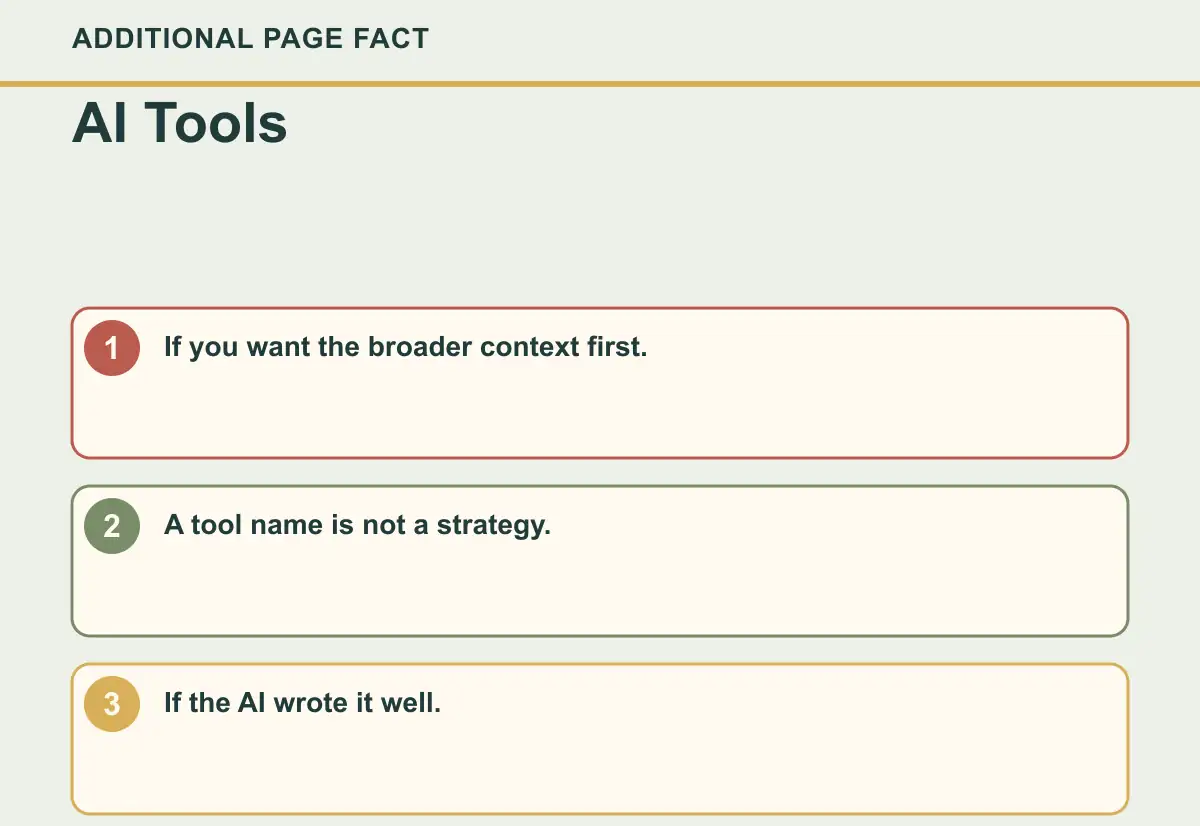 ADDITIONAL PAGE FACT
AI Tools
1
If you want the broader context first.
2
A tool name is not a strategy.
3
If the AI wrote it well.